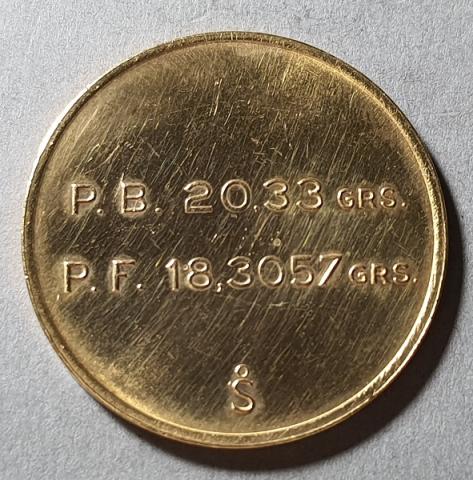 P. B. 20,33 GRS.
P. F. 18,3057 GRS.
S̊